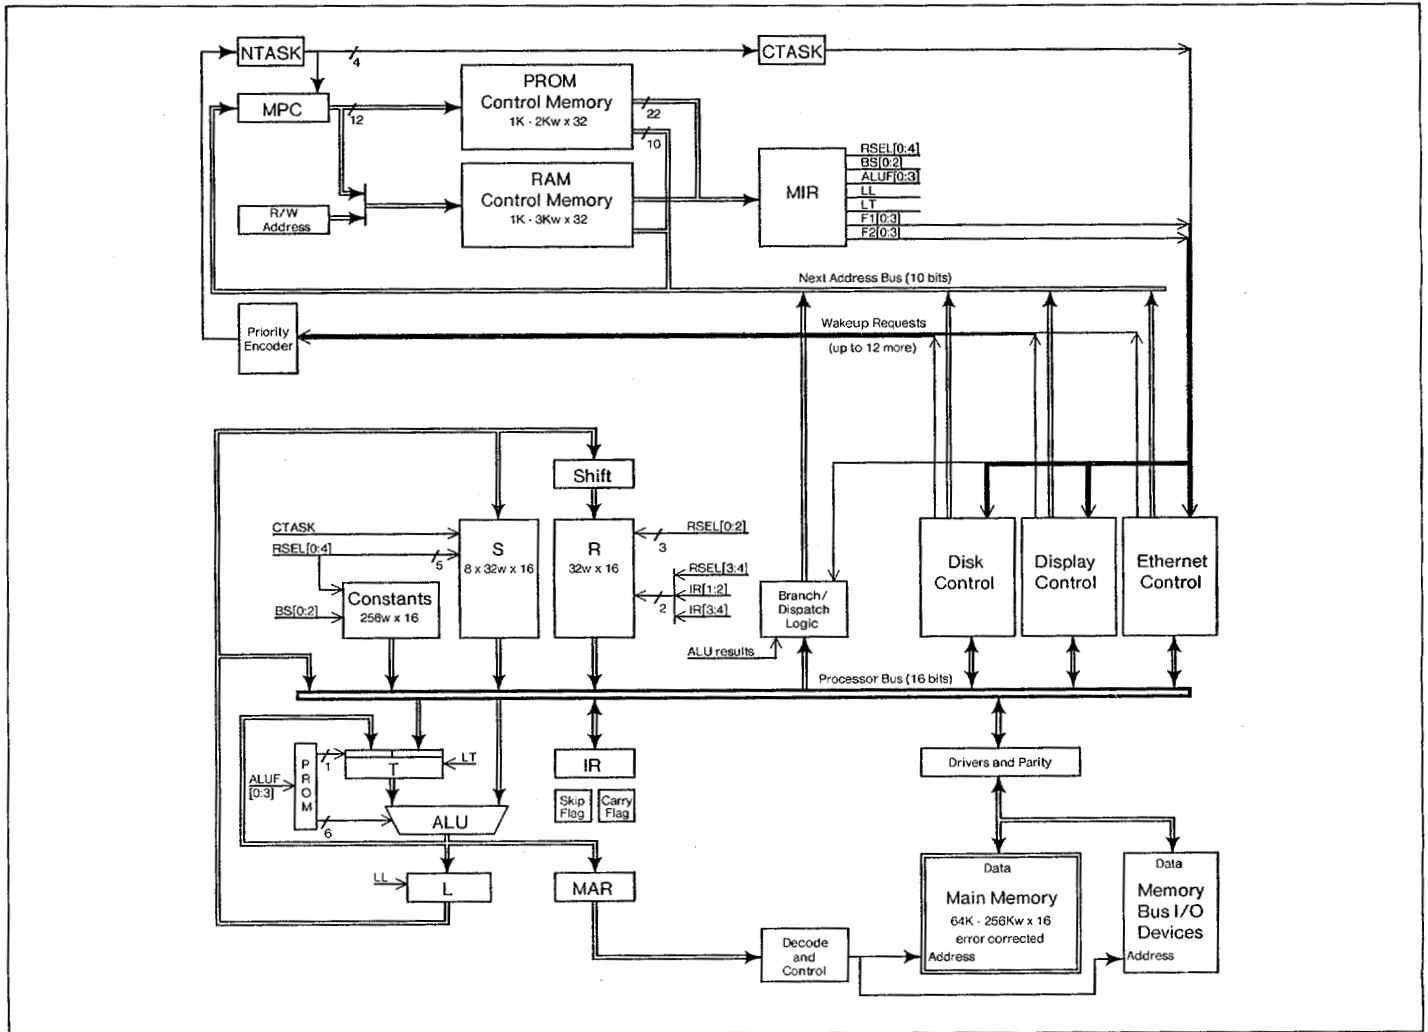 NTASK
4
CTASK
MPC
12
PROM
Control Memory
1K - 2Kw x 32
22
10
R/W
Address
RAM
Control Memory
1K - 3Kw x 32
MIR
RSEL[0:4]
BS[0:2]
ALUF[0:3]
LL
LT
F1[0:3]
F2[0:3]
Next Address Bus (10 bits)
Priority
Encoder
Wakeup Requests
(up to 12 more)
Shift
CTASK
RSEL[0:4]
5
BS[0:2]
Constants
256w x 16
S
8 x 32w x 16
R
32w x 16
RSEL[0:2]
3
RSEL[3:4]
IR[1:2]
IR[3:4]
2
Branch/
Dispatch
Logic
ALU results
Disk
Control
Display
Control
Ethernet
Control
Processor Bus (16 bits)
ALUF
[0:3]
PROM
1
6
T
LT
ALU
LL
L
IR
Skip
Flag
Carry
Flag
MAR
Drivers and Parity
Decode
and
Control
Data
Main Memory
64K - 256Kw x 16
error corrected
Address
Data
Memory
Bus I/O
Devices
Address